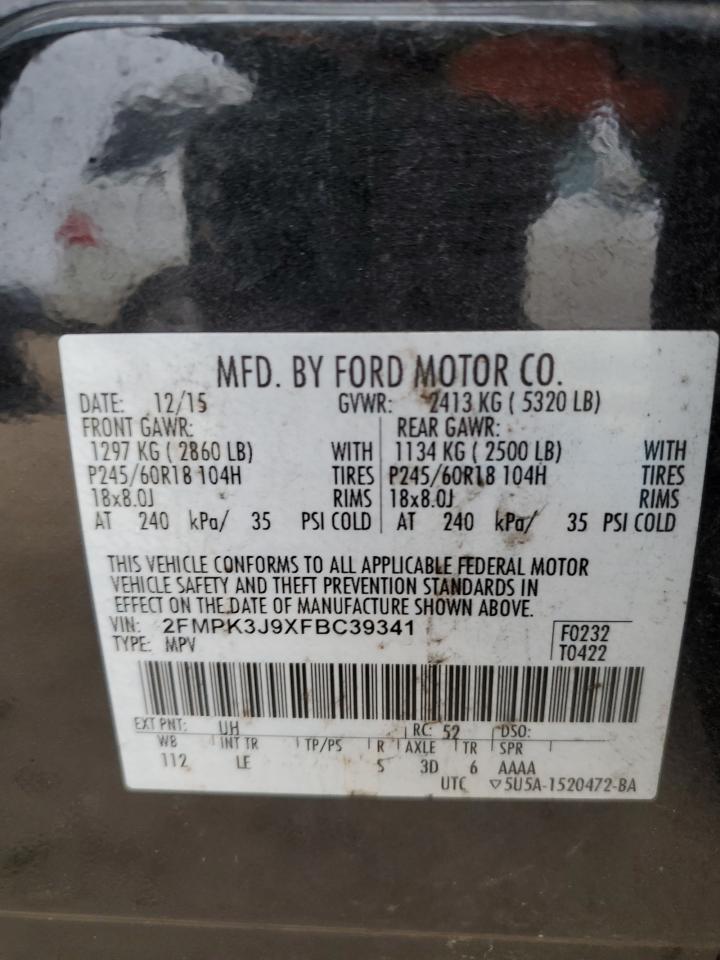 MFD. BY FORD MOTOR CO.
DATE: 12/15 GVWR: 2413 KG ( 5320 LB)
FRONT GAWR: REAR GAWR:
1297 KG ( 2860 LB) WITH 1134 KG ( 2500 LB) WITH
P245/60R18 104H TIRES P245/60R18 104H TIRES
18x8.0J RIMS 18x8.0J RIMS
AT 240 kPa/ 35 PSI COLD AT 240 kPa/ 35 PSI COLD
THIS VEHICLE CONFORMS TO ALL APPLICABLE FEDERAL MOTOR
VEHICLE SAFETY AND THEFT PREVENTION STANDARDS IN
EFFECT ON THE DATE OF MANUFACTURE SHOWN ABOVE.
VIN: 2FMPK3J9XFBC39341 F0232
TYPE: MPV T0422
EXT PNT: UH RC: 52 DSO:
WB INT TR TP/PS R AXLE TR SPR
112 LE S 3D 6 AAAA
UTC ▽5U5A-1520472-BA